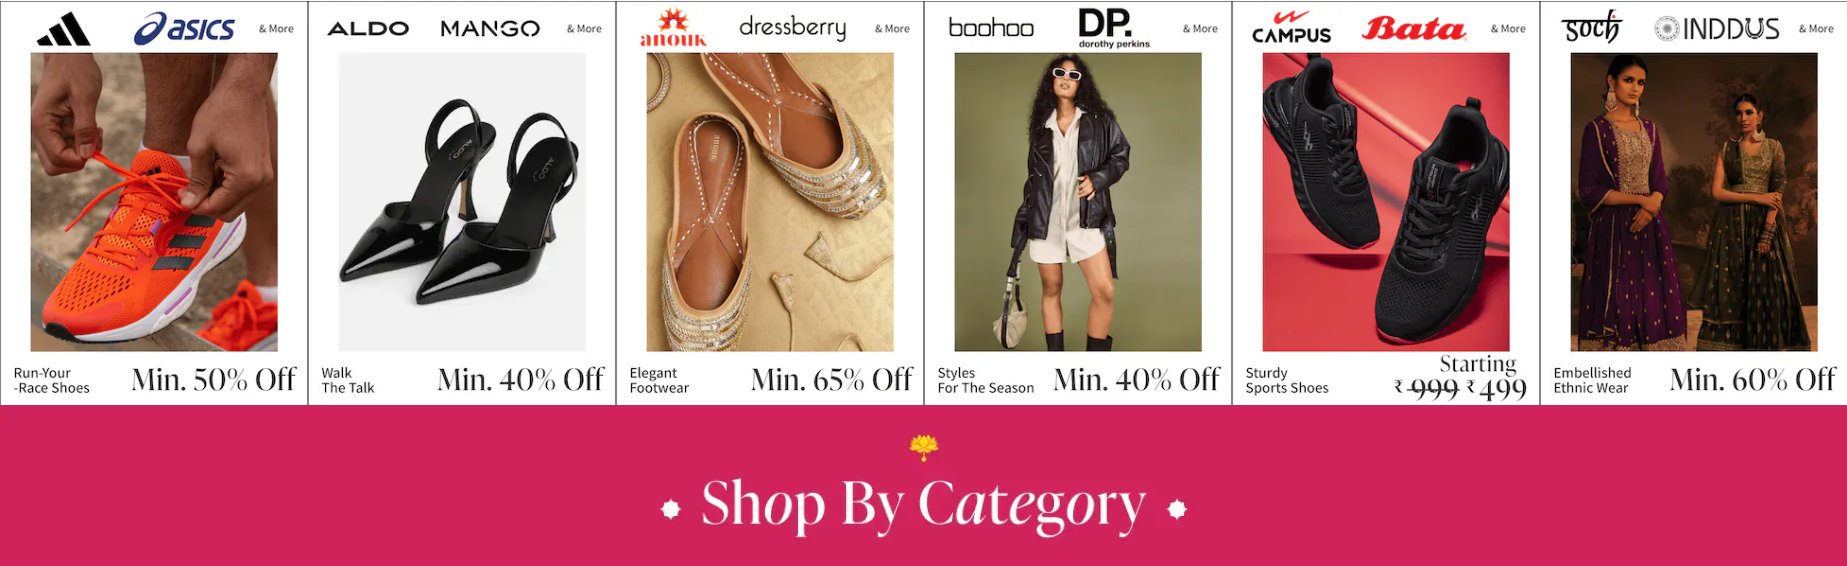 asics & More
ALDO MANGO & More
anouk dressberry & More
boohoo DP. & More
dorothy perkins
CAMPUS Bata & More
soch INDDUS & More
ALDO
ALDO
anouk
Run-Your
-Race Shoes
Min. 50% Off
Walk
The Talk
Min. 40% Off
Elegant
Footwear
Min. 65% Off
Styles
For The Season
Min. 40% Off
Sturdy
Sports Shoes
Starting
₹ 999 ₹ 499
Embellished
Ethnic Wear
Min. 60% Off
Shop By Category